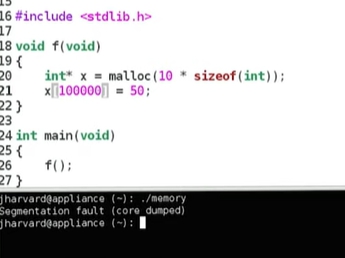 15
16 #include <stdlib.h>
17
18 void f(void)
19 {
20     int* x = malloc(10 * sizeof(int));
21     x[100000] = 50;
22 }
23
24 int main(void)
25 {
26     f();
27 }
jharvard@appliance (~): ./memory
Segmentation fault (core dumped)
jharvard@appliance (~):